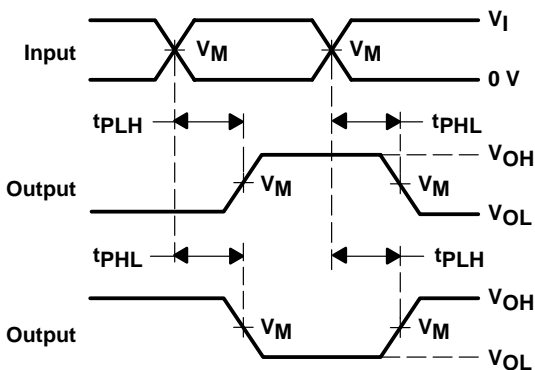 VI
Input VM VM
0 V
tPLH tPHL
VOH
Output VM VM
VOL
tPHL tPLH
VOH
Output VM VM
VOL